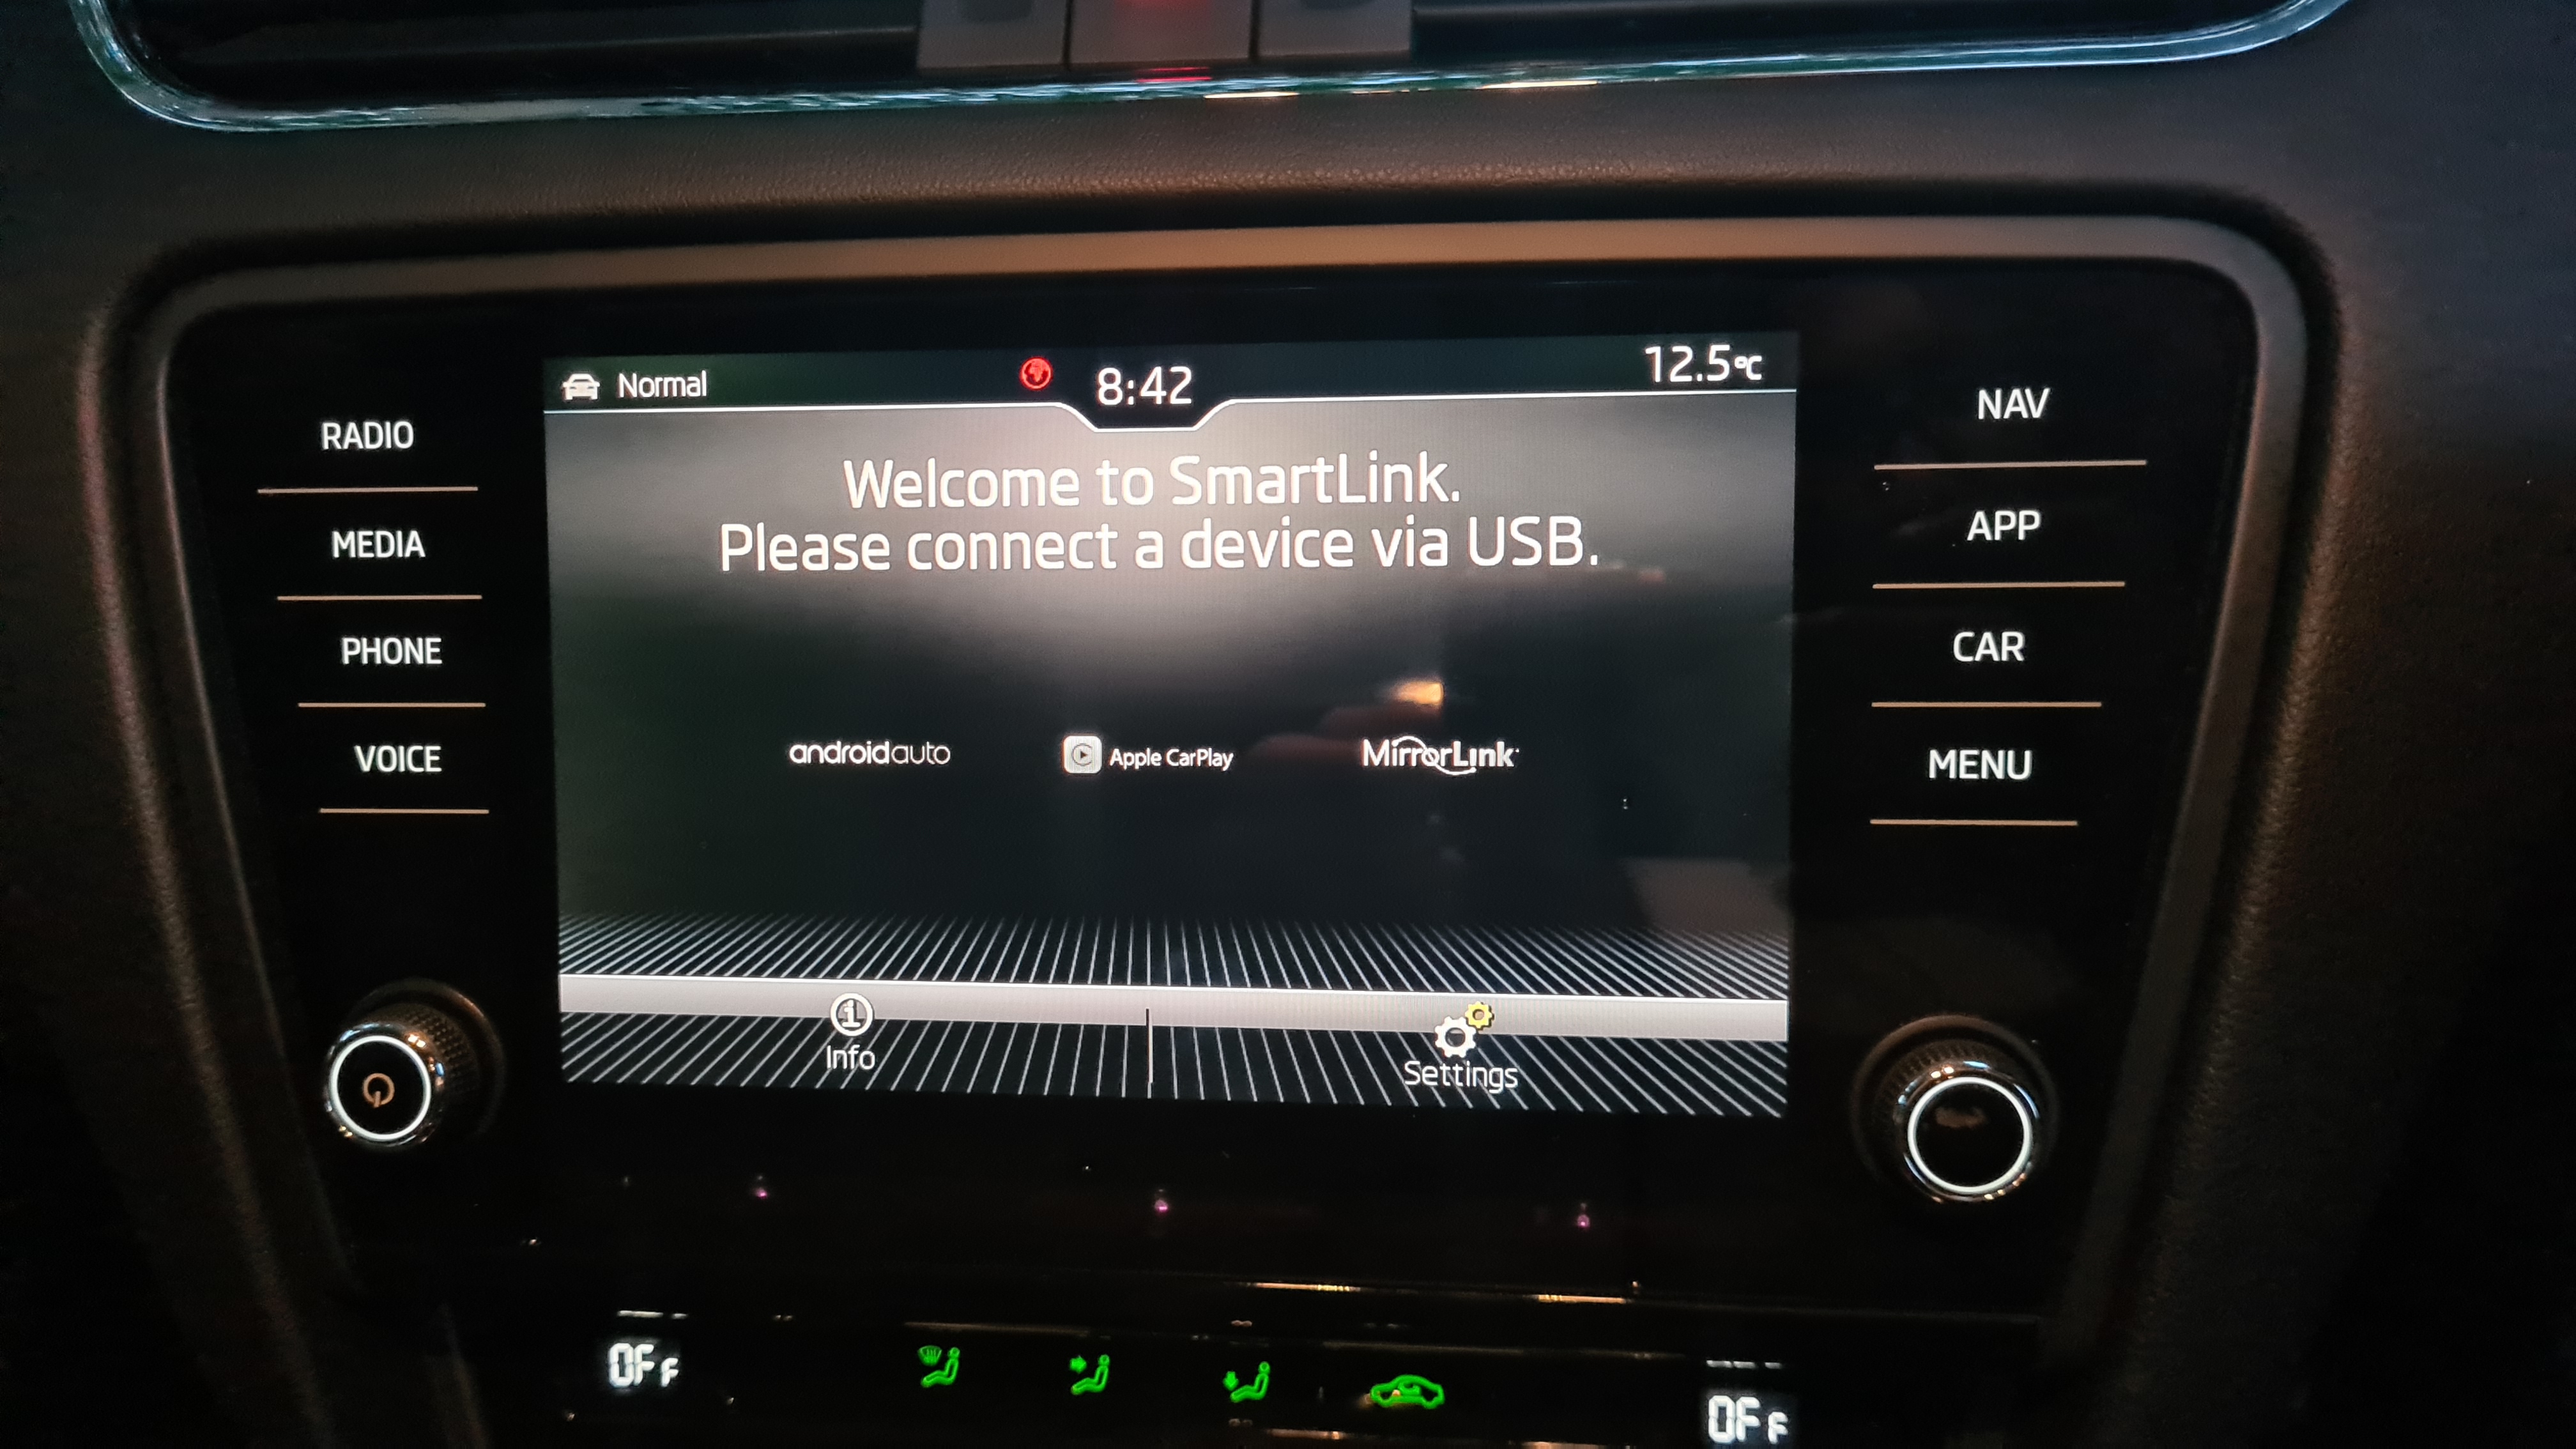 Normal
8:42
12.5°C
RADIO
MEDIA
PHONE
VOICE
Welcome to SmartLink.
Please connect a device via USB.
androidauto
Apple CarPlay
MirrorLink
Info
Settings
NAV
APP
CAR
MENU
OFF
OFF